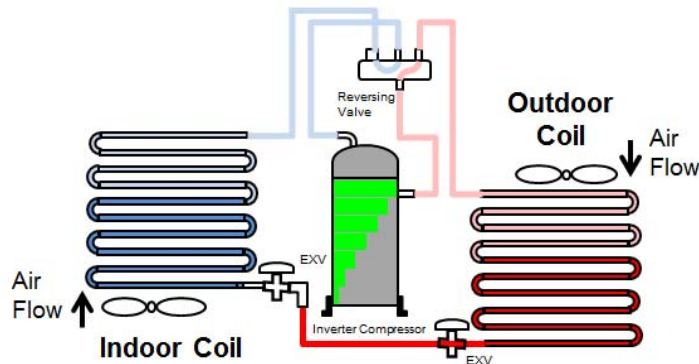 Reversing
Valve
Outdoor
Coil
Air
Flow
EXV
Air
Flow
Indoor Coil
Inverter Compressor
EXV